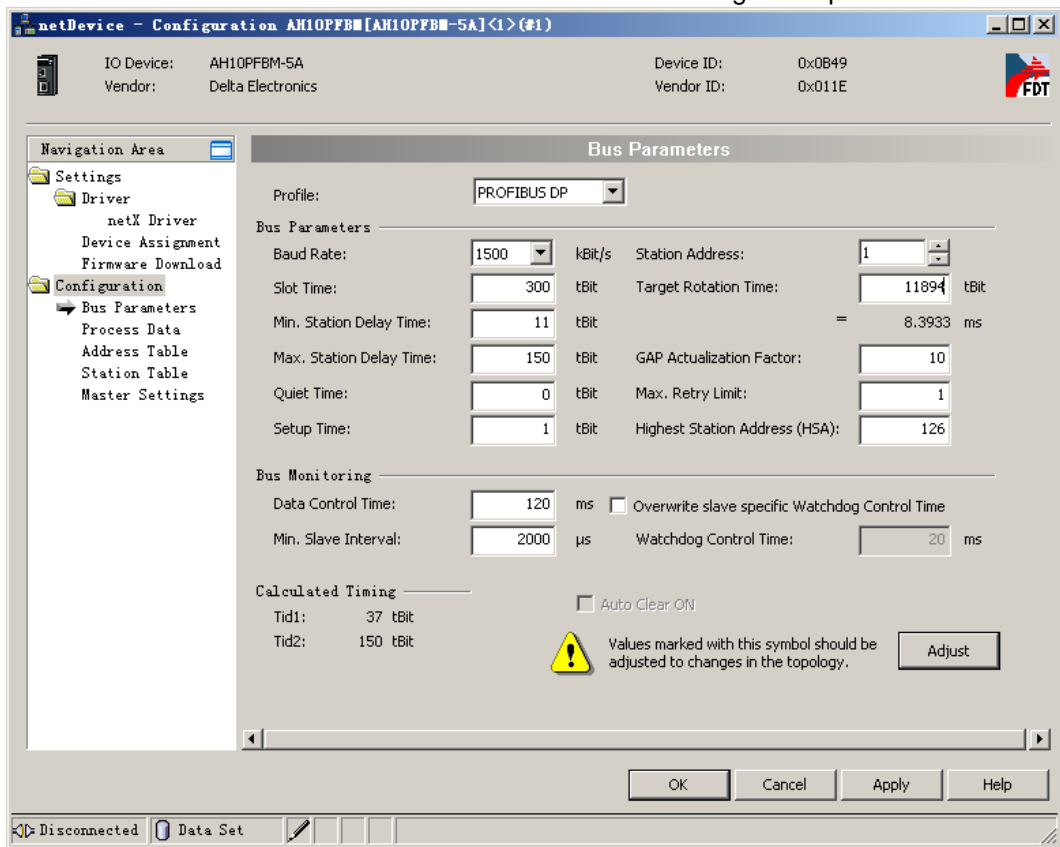 netDevice - Configuration AH10PFBM[AH10PFBM-5A]<1>(#1)
IO Device: AH10PFBM-5A Device ID: 0x0B49
Vendor: Delta Electronics Vendor ID: 0x011E
FDT
Navigation Area
Settings
Driver
netX Driver
Device Assignment
Firmware Download
Configuration
Bus Parameters
Process Data
Address Table
Station Table
Master Settings
Bus Parameters
Profile: PROFIBUS DP
Bus Parameters
Baud Rate: 1500 kBit/s Station Address: 1
Slot Time: 300 tBit Target Rotation Time: 11894 tBit
Min. Station Delay Time: 11 tBit = 8.3933 ms
Max. Station Delay Time: 150 tBit GAP Actualization Factor: 10
Quiet Time: 0 tBit Max. Retry Limit: 1
Setup Time: 1 tBit Highest Station Address (HSA): 126
Bus Monitoring
Data Control Time: 120 ms Overwrite slave specific Watchdog Control Time
Min. Slave Interval: 2000 µs Watchdog Control Time: 20 ms
Calculated Timing
Auto Clear ON
Tid1: 37 tBit
Tid2: 150 tBit
Values marked with this symbol should be
adjusted to changes in the topology.
Adjust
OK Cancel Apply Help
Disconnected Data Set